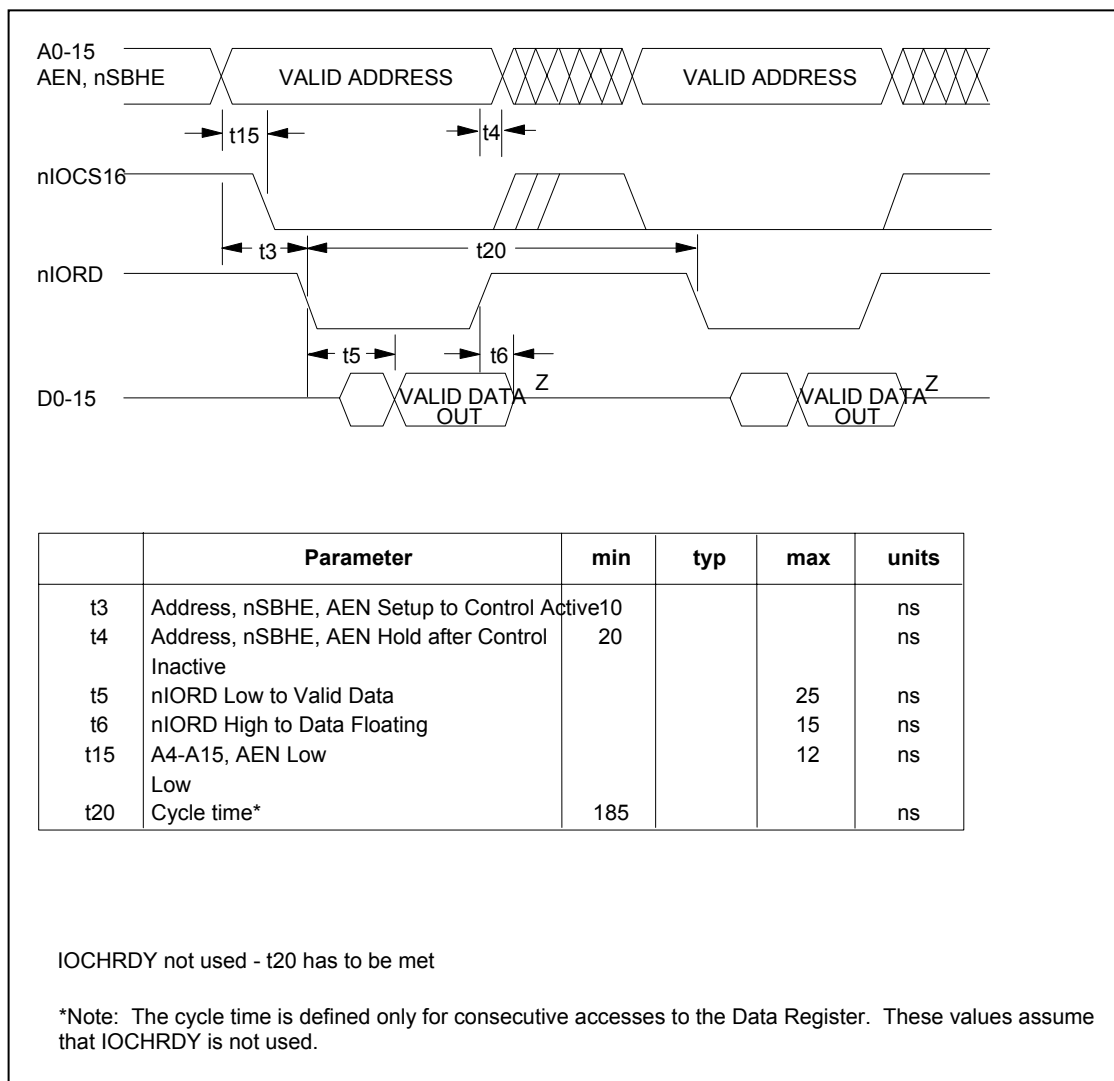 A0-15
AEN, nSBHE
VALID ADDRESS
VALID ADDRESS
t15
t4
nIOCS16
t3
t20
nIORD
t5
t6
D0-15
VALID DATA
OUT
Z
VALID DATA
OUT
Z
Parameter min typ max units
t3 Address, nSBHE, AEN Setup to Control Active 10 ns
t4 Address, nSBHE, AEN Hold after Control 20 ns
Inactive
t5 nIORD Low to Valid Data 25 ns
t6 nIORD High to Data Floating 15 ns
t15 A4-A15, AEN Low 12 ns
Low
t20 Cycle time* 185 ns
IOCHRDY not used - t20 has to be met
*Note: The cycle time is defined only for consecutive accesses to the Data Register. These values assume
that IOCHRDY is not used.